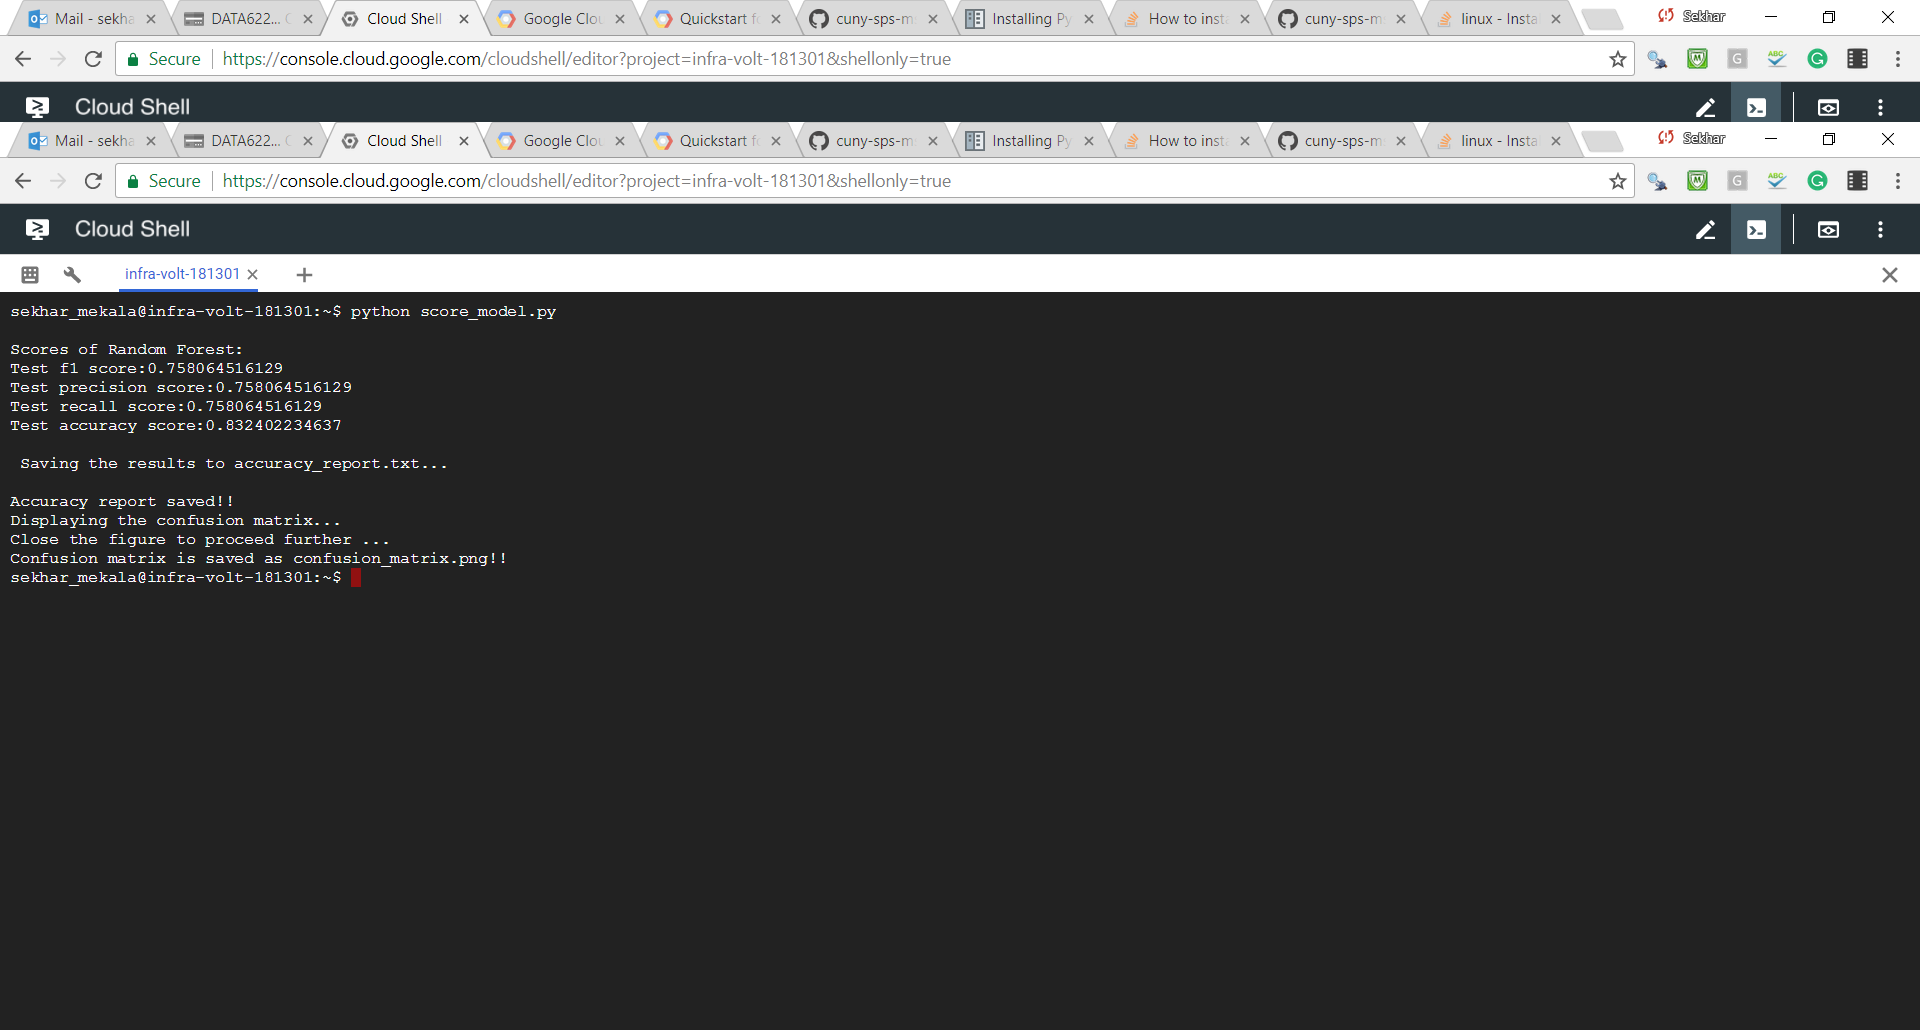 Mail - sekha DATA622... Cloud Shell Google Clou Quickstart fo cuny-sps-m Installing Py How to insta cuny-sps-m linux - Insta Sekhar
Secure https://console.cloud.google.com/cloudshell/editor?project=infra-volt-181301&shellonly=true
Cloud Shell
Mail - sekha DATA622... Cloud Shell Google Clou Quickstart fo cuny-sps-m Installing Py How to insta cuny-sps-m linux - Insta Sekhar
Secure https://console.cloud.google.com/cloudshell/editor?project=infra-volt-181301&shellonly=true
Cloud Shell
infra-volt-181301
sekhar_mekala@infra-volt-181301:~$ python score_model.py
Scores of Random Forest:
Test f1 score:0.758064516129
Test precision score:0.758064516129
Test recall score:0.758064516129
Test accuracy score:0.832402234637
Saving the results to accuracy_report.txt...
Accuracy report saved!!
Displaying the confusion matrix...
Close the figure to proceed further ...
Confusion matrix is saved as confusion_matrix.png!!
sekhar_mekala@infra-volt-181301:~$